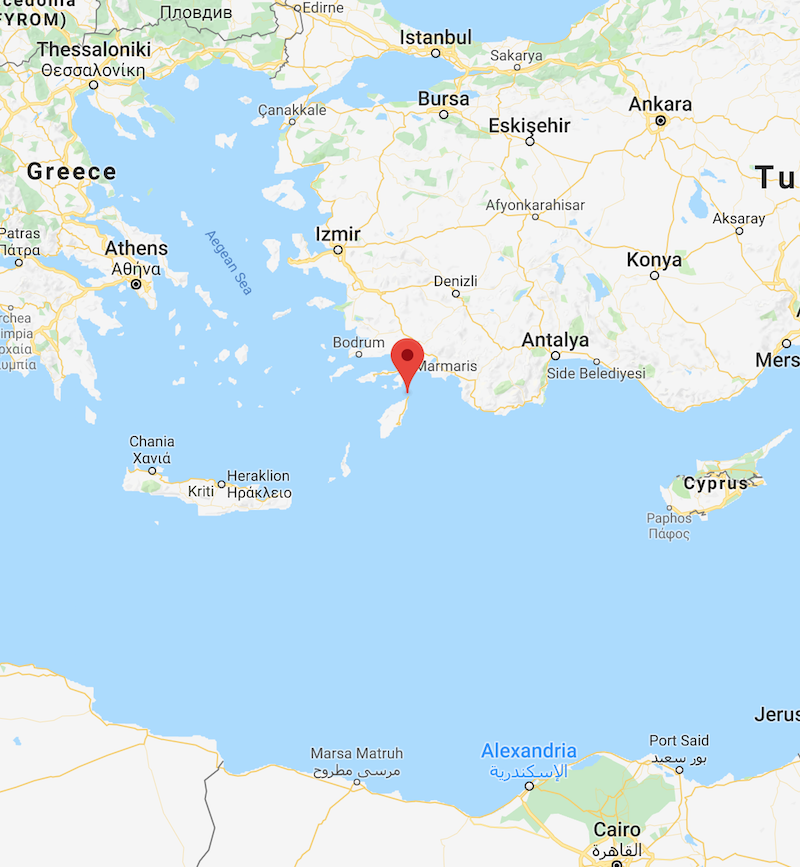 cedonia
FYROM)
Пловдив
Edirne
Istanbul
Thessaloniki
Θεσσαλονίκη
Sakarya
Çanakkale
Bursa
Eskişehir
Ankara
Greece
Tu
Afyonkarahisar
Aksaray
Patras
Πάτρα
Athens
Αθήνα
Aegean Sea
Izmir
Konya
Denizli
rchea
impia
ρχαία
υμπία
Bodrum
Marmaris
Antalya
Side Belediyesi
Mers
Chania
Χανιά
Heraklion
Ηράκλειο
Kriti
Cyprus
Paphos
Πάφος
Jerus
Marsa Matruh
مرسى مطروح
Alexandria
الإسكندرية
Port Said
بور سعيد
Cairo
القاهرة